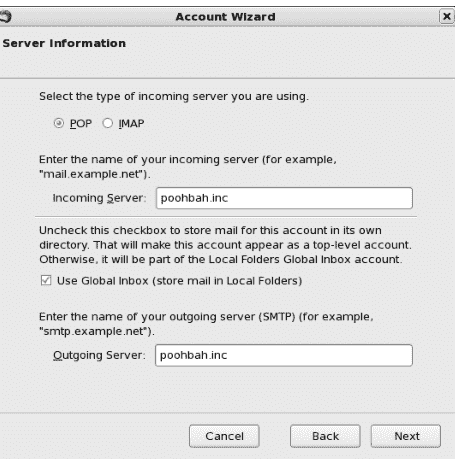 Account Wizard
Server Information
Select the type of incoming server you are using.
POP IMAP
Enter the name of your incoming server (for example,
"mail.example.net").
Incoming Server: poohbah.inc
Uncheck this checkbox to store mail for this account in its own
directory. That will make this account appear as a top-level account.
Otherwise, it will be part of the Local Folders Global Inbox account.
Use Global Inbox (store mail in Local Folders)
Enter the name of your outgoing server (SMTP) (for example,
"smtp.example.net").
Outgoing Server: poohbah.inc
Cancel Back Next